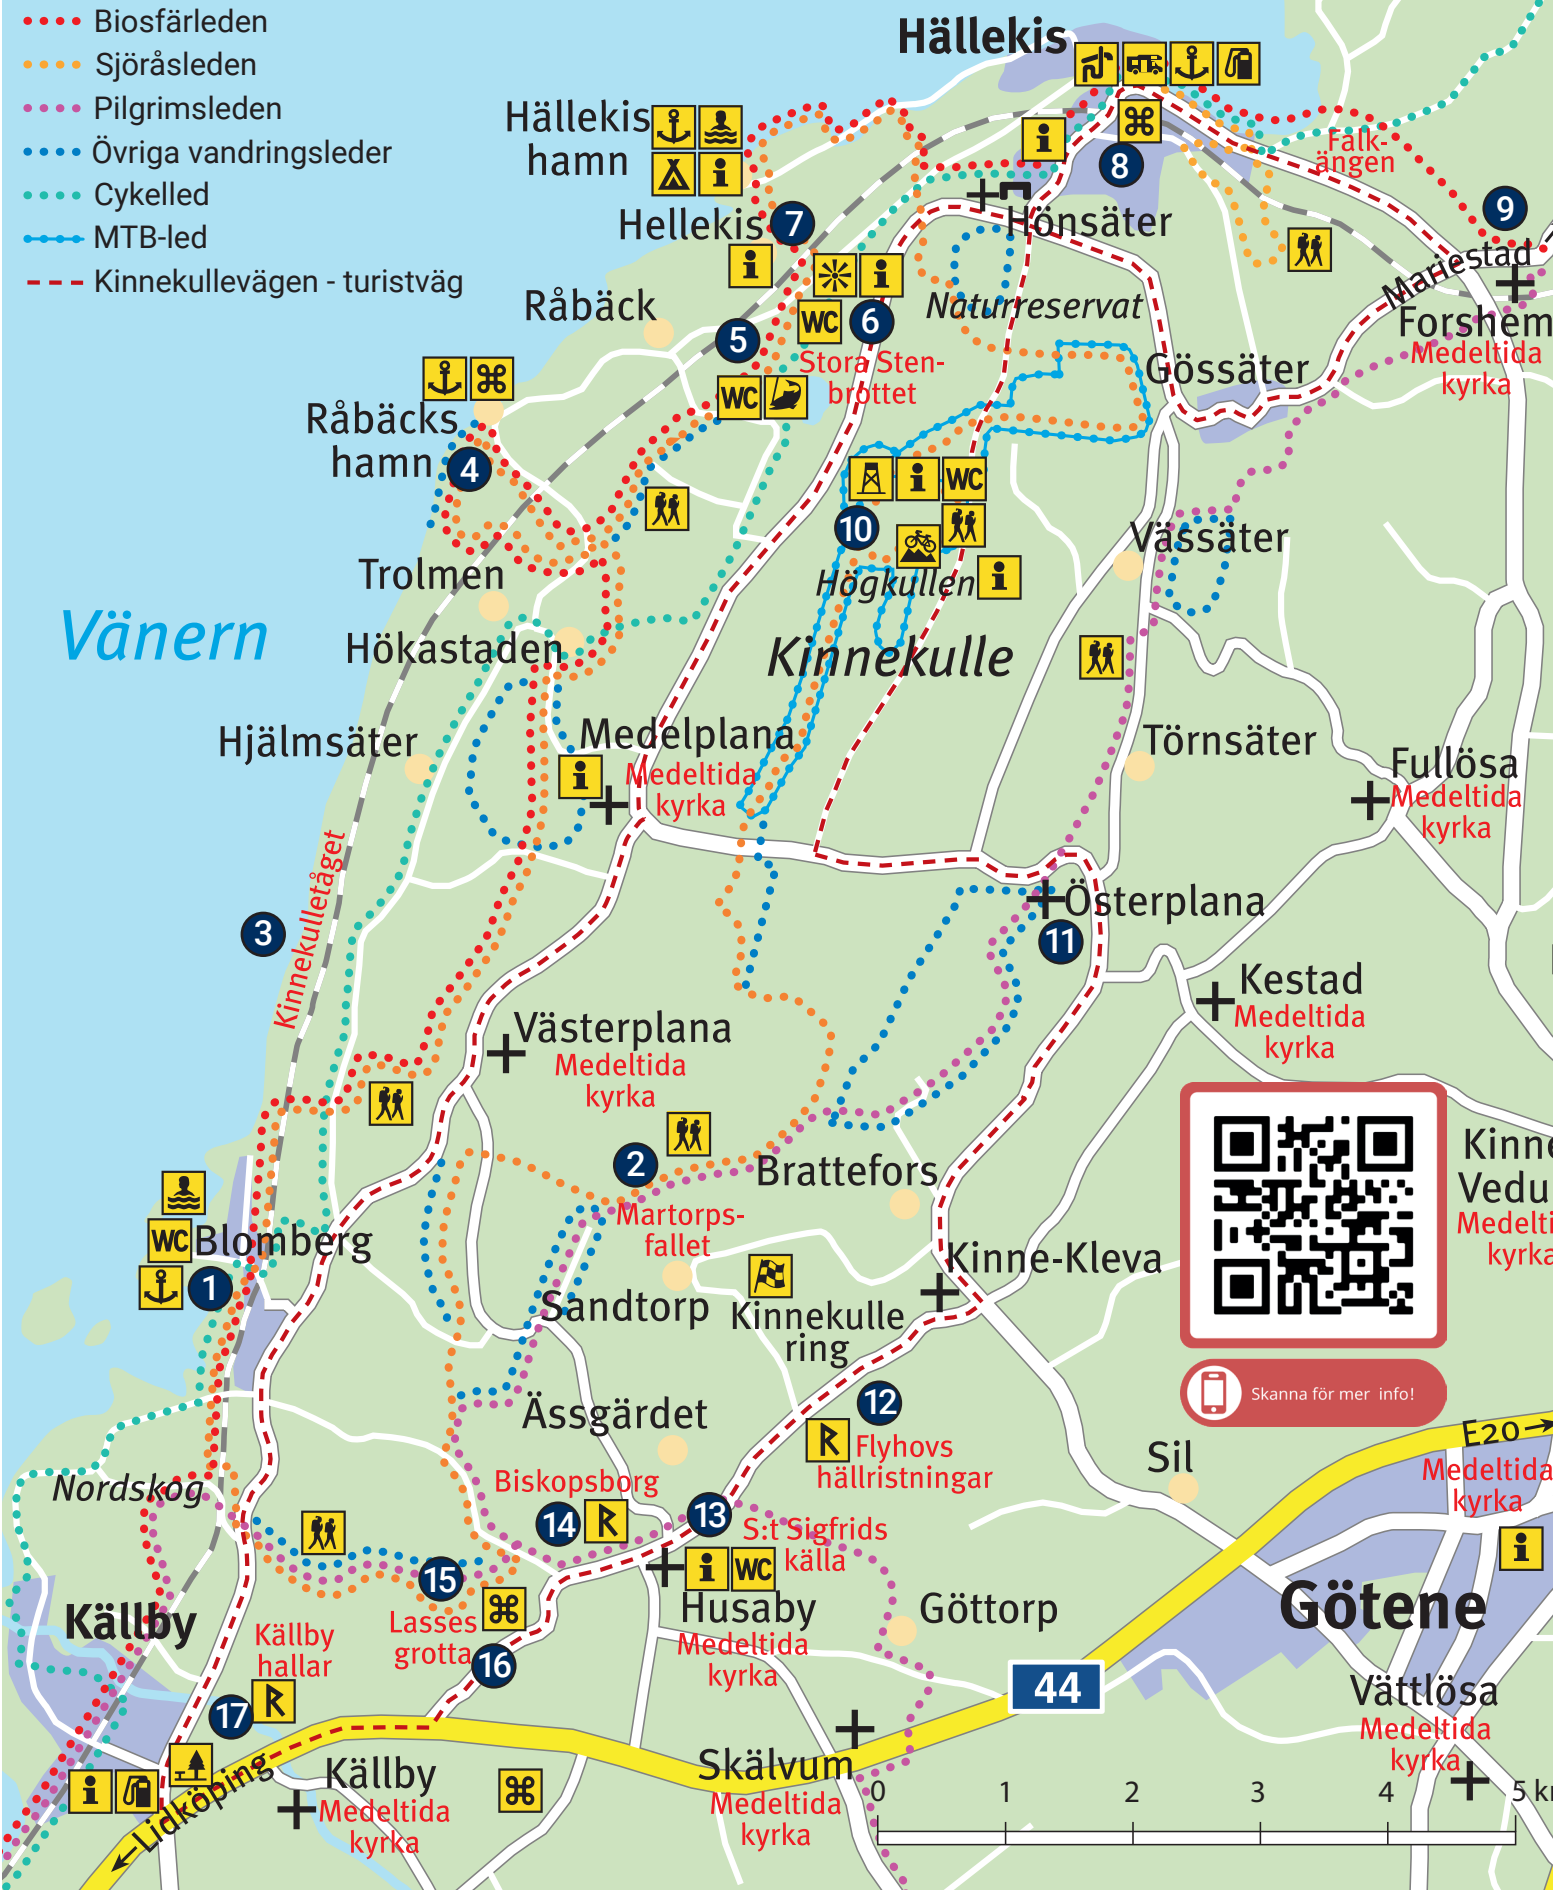 Biosfärleden
Sjöråsleden
Pilgrimsleden
Övriga vandringsleder
Cykelled
MTB-led
Kinnekullevägen - turistväg
Hällekis
Hällekis
hamn
8
Falk-
ängen
9
Hellekis
7
Hönsäter
Mariestad
Råbäck
5
WC
6
Naturreservat
Forshem
Medeltida
kyrka
Stora Sten-
brottet
WC
Gössäter
Råbäcks
hamn
4
WC
10
Högkullen
Vässäter
Trolmen
Vänern
Hökastaden
Kinnekulle
Hjälmsäter
Medelplana
Medeltida
kyrka
Törnsäter
Fullösa
Medeltida
kyrka
Kinnekulletåget
3
Österplana
11
Västerplana
Medeltida
kyrka
Kestad
Medeltida
kyrka
2
Martorps-
fallet
Brattefors
WC
Blomberg
1
Sandtorp
Kinnekulle
ring
Kinne-Kleva
Skanna för mer info!
Ässgärdet
12
Flyhovs
hällristningar
Sil
E20
Medeltida
kyrka
Nordskog
Biskopsborg
14
13
S:t Sigfrids
källa
WC
Husaby
Medeltida
kyrka
15
Lasses
grotta
16
Göttorp
Götene
Källby
Källby
hallar
17
44
Vättlösa
Medeltida
kyrka
Lidköping
Källby
Medeltida
kyrka
Skälvum
Medeltida
kyrka
0 1 2 3 4 5